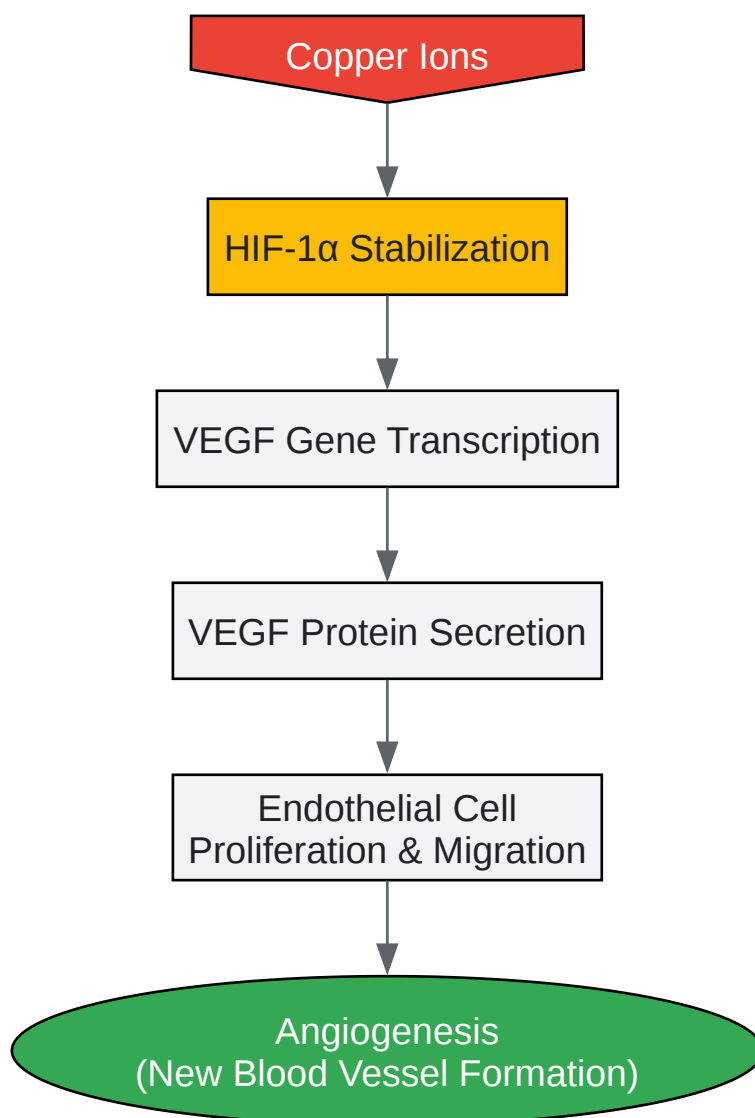 Copper Ions
HIF-1α Stabilization
VEGF Gene Transcription
VEGF Protein Secretion
Endothelial Cell
Proliferation & Migration
Angiogenesis
(New Blood Vessel Formation)